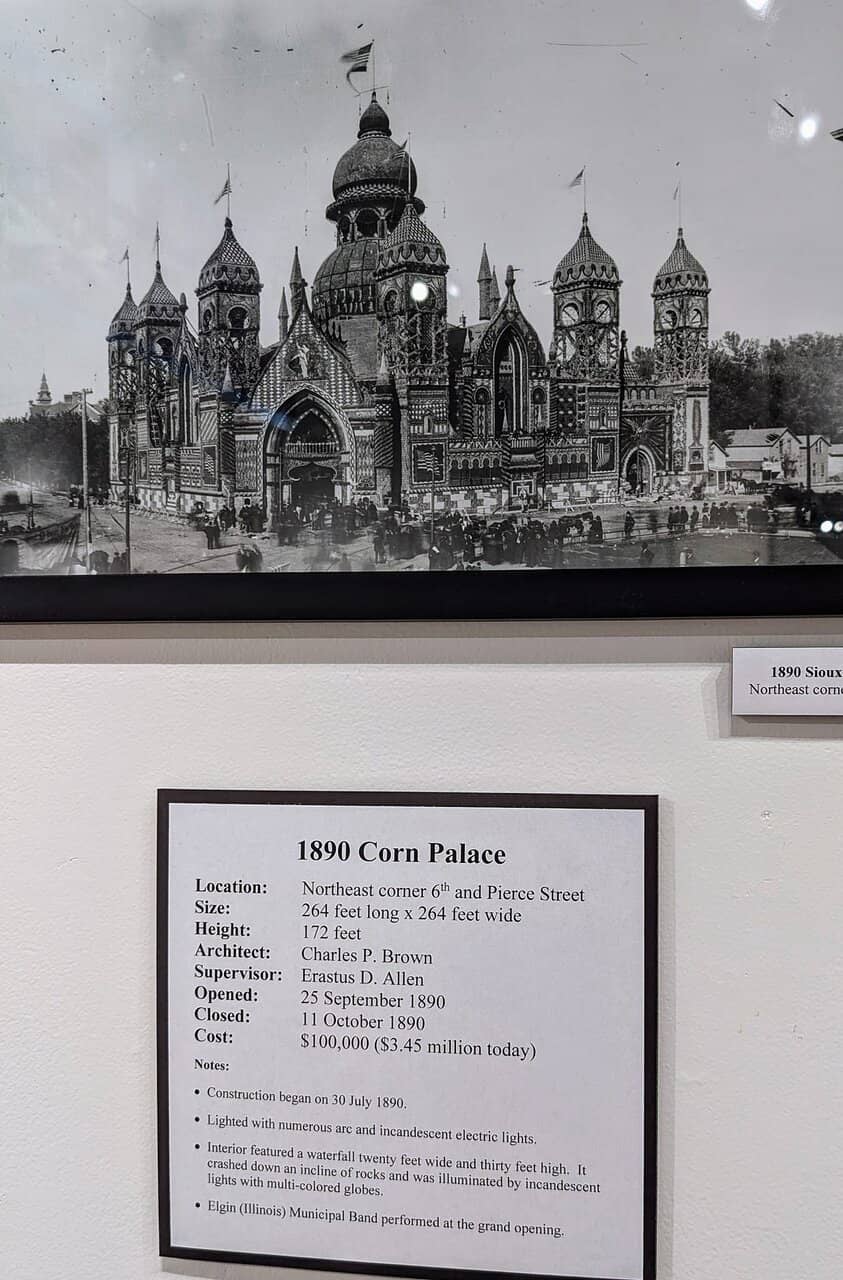 1890 Sioux
Northeast corne
1890 Corn Palace
Location: Northeast corner 6th and Pierce Street
Size: 264 feet long x 264 feet wide
Height: 172 feet
Architect: Charles P. Brown
Supervisor: Erastus D. Allen
Opened: 25 September 1890
Closed: 11 October 1890
Cost: $100,000 ($3.45 million today)
Notes:
• Construction began on 30 July 1890.
• Lighted with numerous arc and incandescent electric lights.
• Interior featured a waterfall twenty feet wide and thirty feet high. It
crashed down an incline of rocks and was illuminated by incandescent
lights with multi-colored globes.
• Elgin (Illinois) Municipal Band performed at the grand opening.